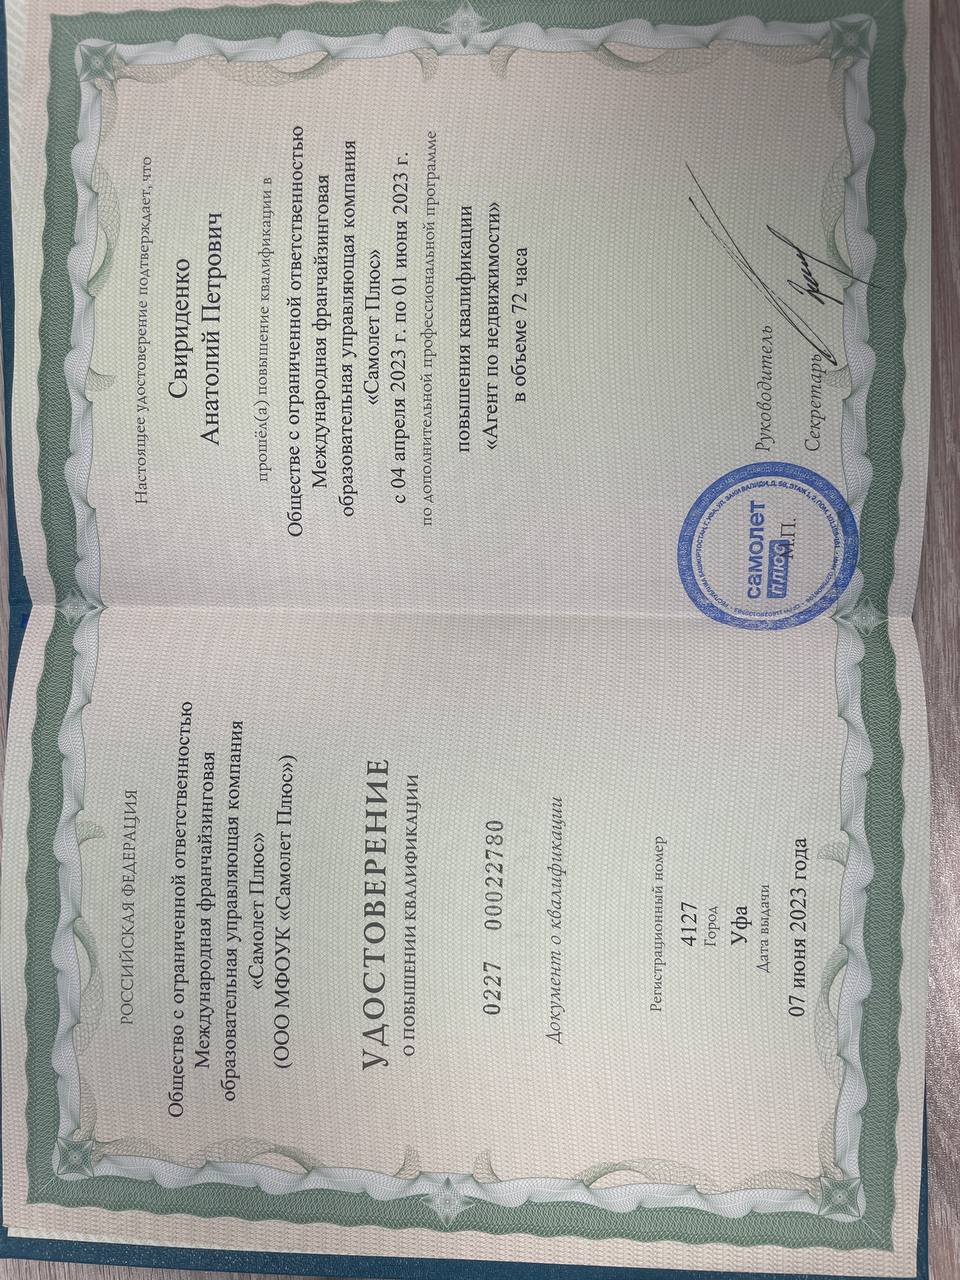 РОССИЙСКАЯ ФЕДЕРАЦИЯ
Общество с ограниченной ответственностью
Международная франчайзинговая
образовательная управляющая компания
«Самолет Плюс»
(ООО МФОУК «Самолет Плюс»)
УДОСТОВЕРЕНИЕ
О ПОВЫШЕНИИ КВАЛИФИКАЦИИ
0227 00022780
Документ о квалификации
Регистрационный номер
4127
Город
Уфа
Дата выдачи
07 июня 2023 года
Настоящее удостоверение подтверждает, что
Свириденко
Анатолий Петрович
прошёл(а) повышение квалификации в
Обществе с ограниченной ответственностью
Международная франчайзинговая
образовательная управляющая компания
«Самолет Плюс»
с 04 апреля 2023 г. по 01 июня 2023 г.
по дополнительной профессиональной программе
повышения квалификации
«Агент по недвижимости»
в объеме 72 часа
Руководитель
Секретарь
М.П.
самолет
плюс